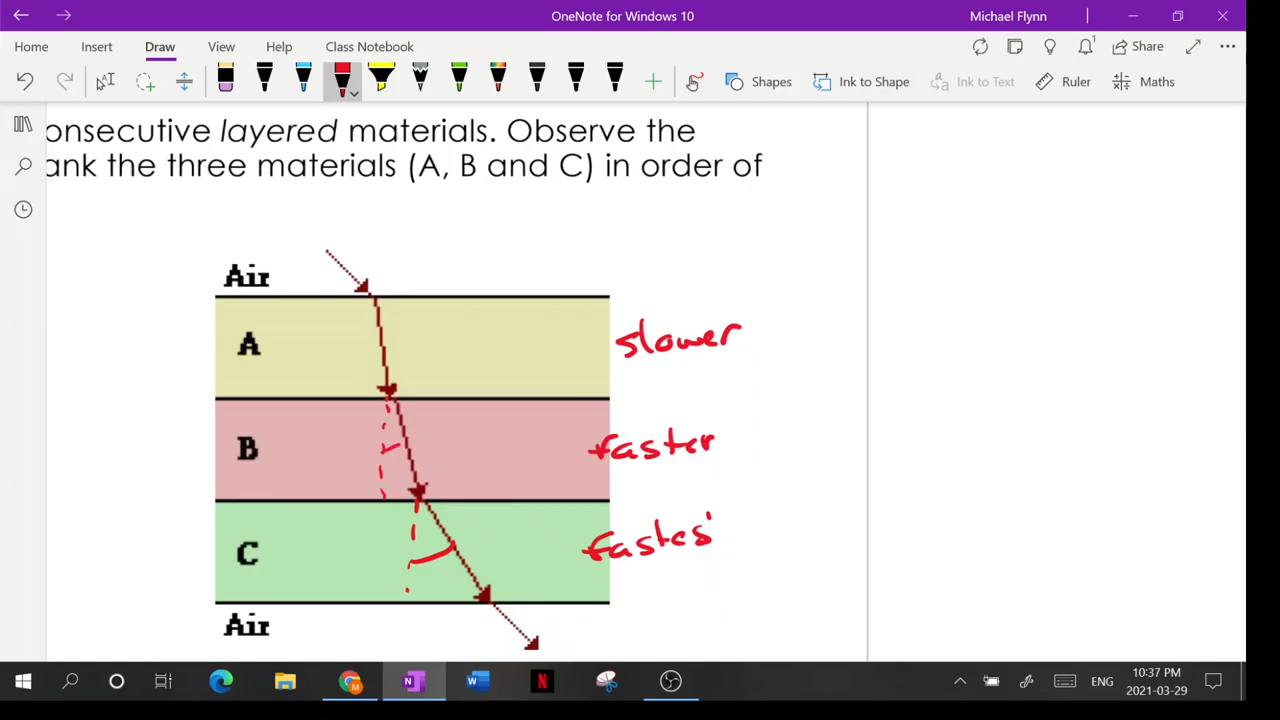 OneNote for Windows 10
Michael Flynn
Home Insert Draw View Help Class Notebook
1
Share
Shapes Ink to Shape Ink to Text Ruler Maths
onsecutive layered materials. Observe the
ank the three materials (A, B and C) in order of
Air
A slower
B faster
C fastes'
Air
10:37 PM
ENG
2021-03-29